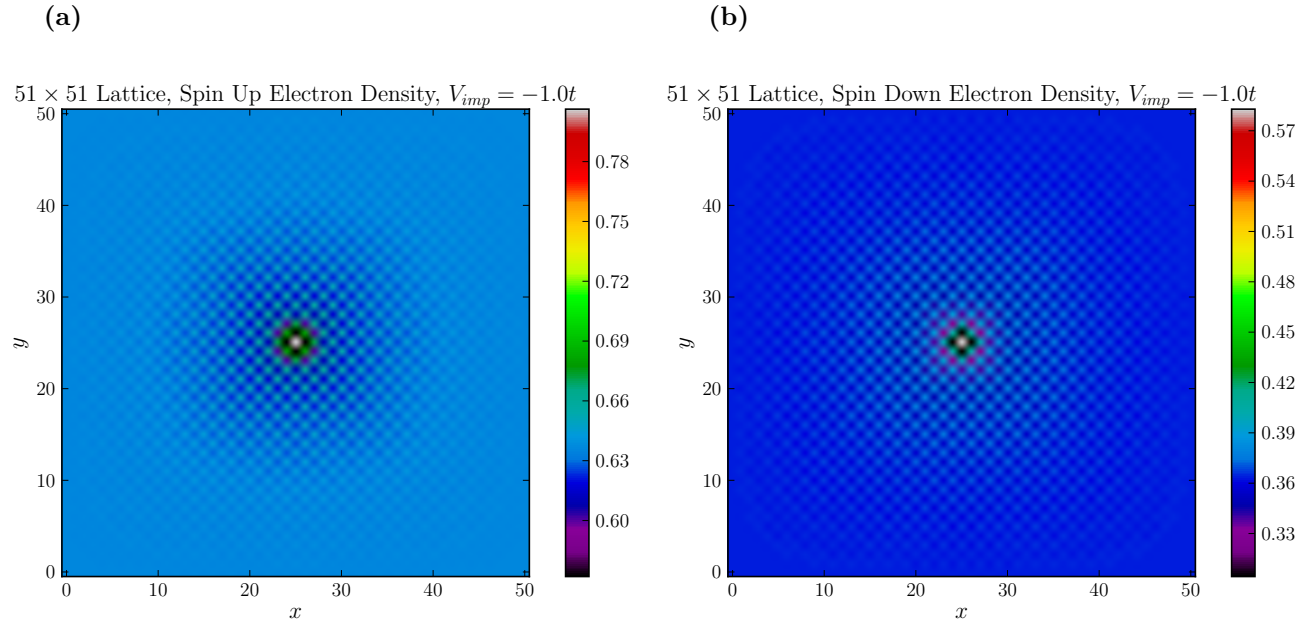 (a)
(b)
51 × 51 Lattice, Spin Up Electron Density, V_imp = −1.0t
51 × 51 Lattice, Spin Down Electron Density, V_imp = −1.0t
50
40
30
20
10
0
y
0 10 20 30 40 50
x
0.78
0.75
0.72
0.69
0.66
0.63
0.60
50
40
30
20
10
0
y
0 10 20 30 40 50
x
0.57
0.54
0.51
0.48
0.45
0.42
0.39
0.36
0.33